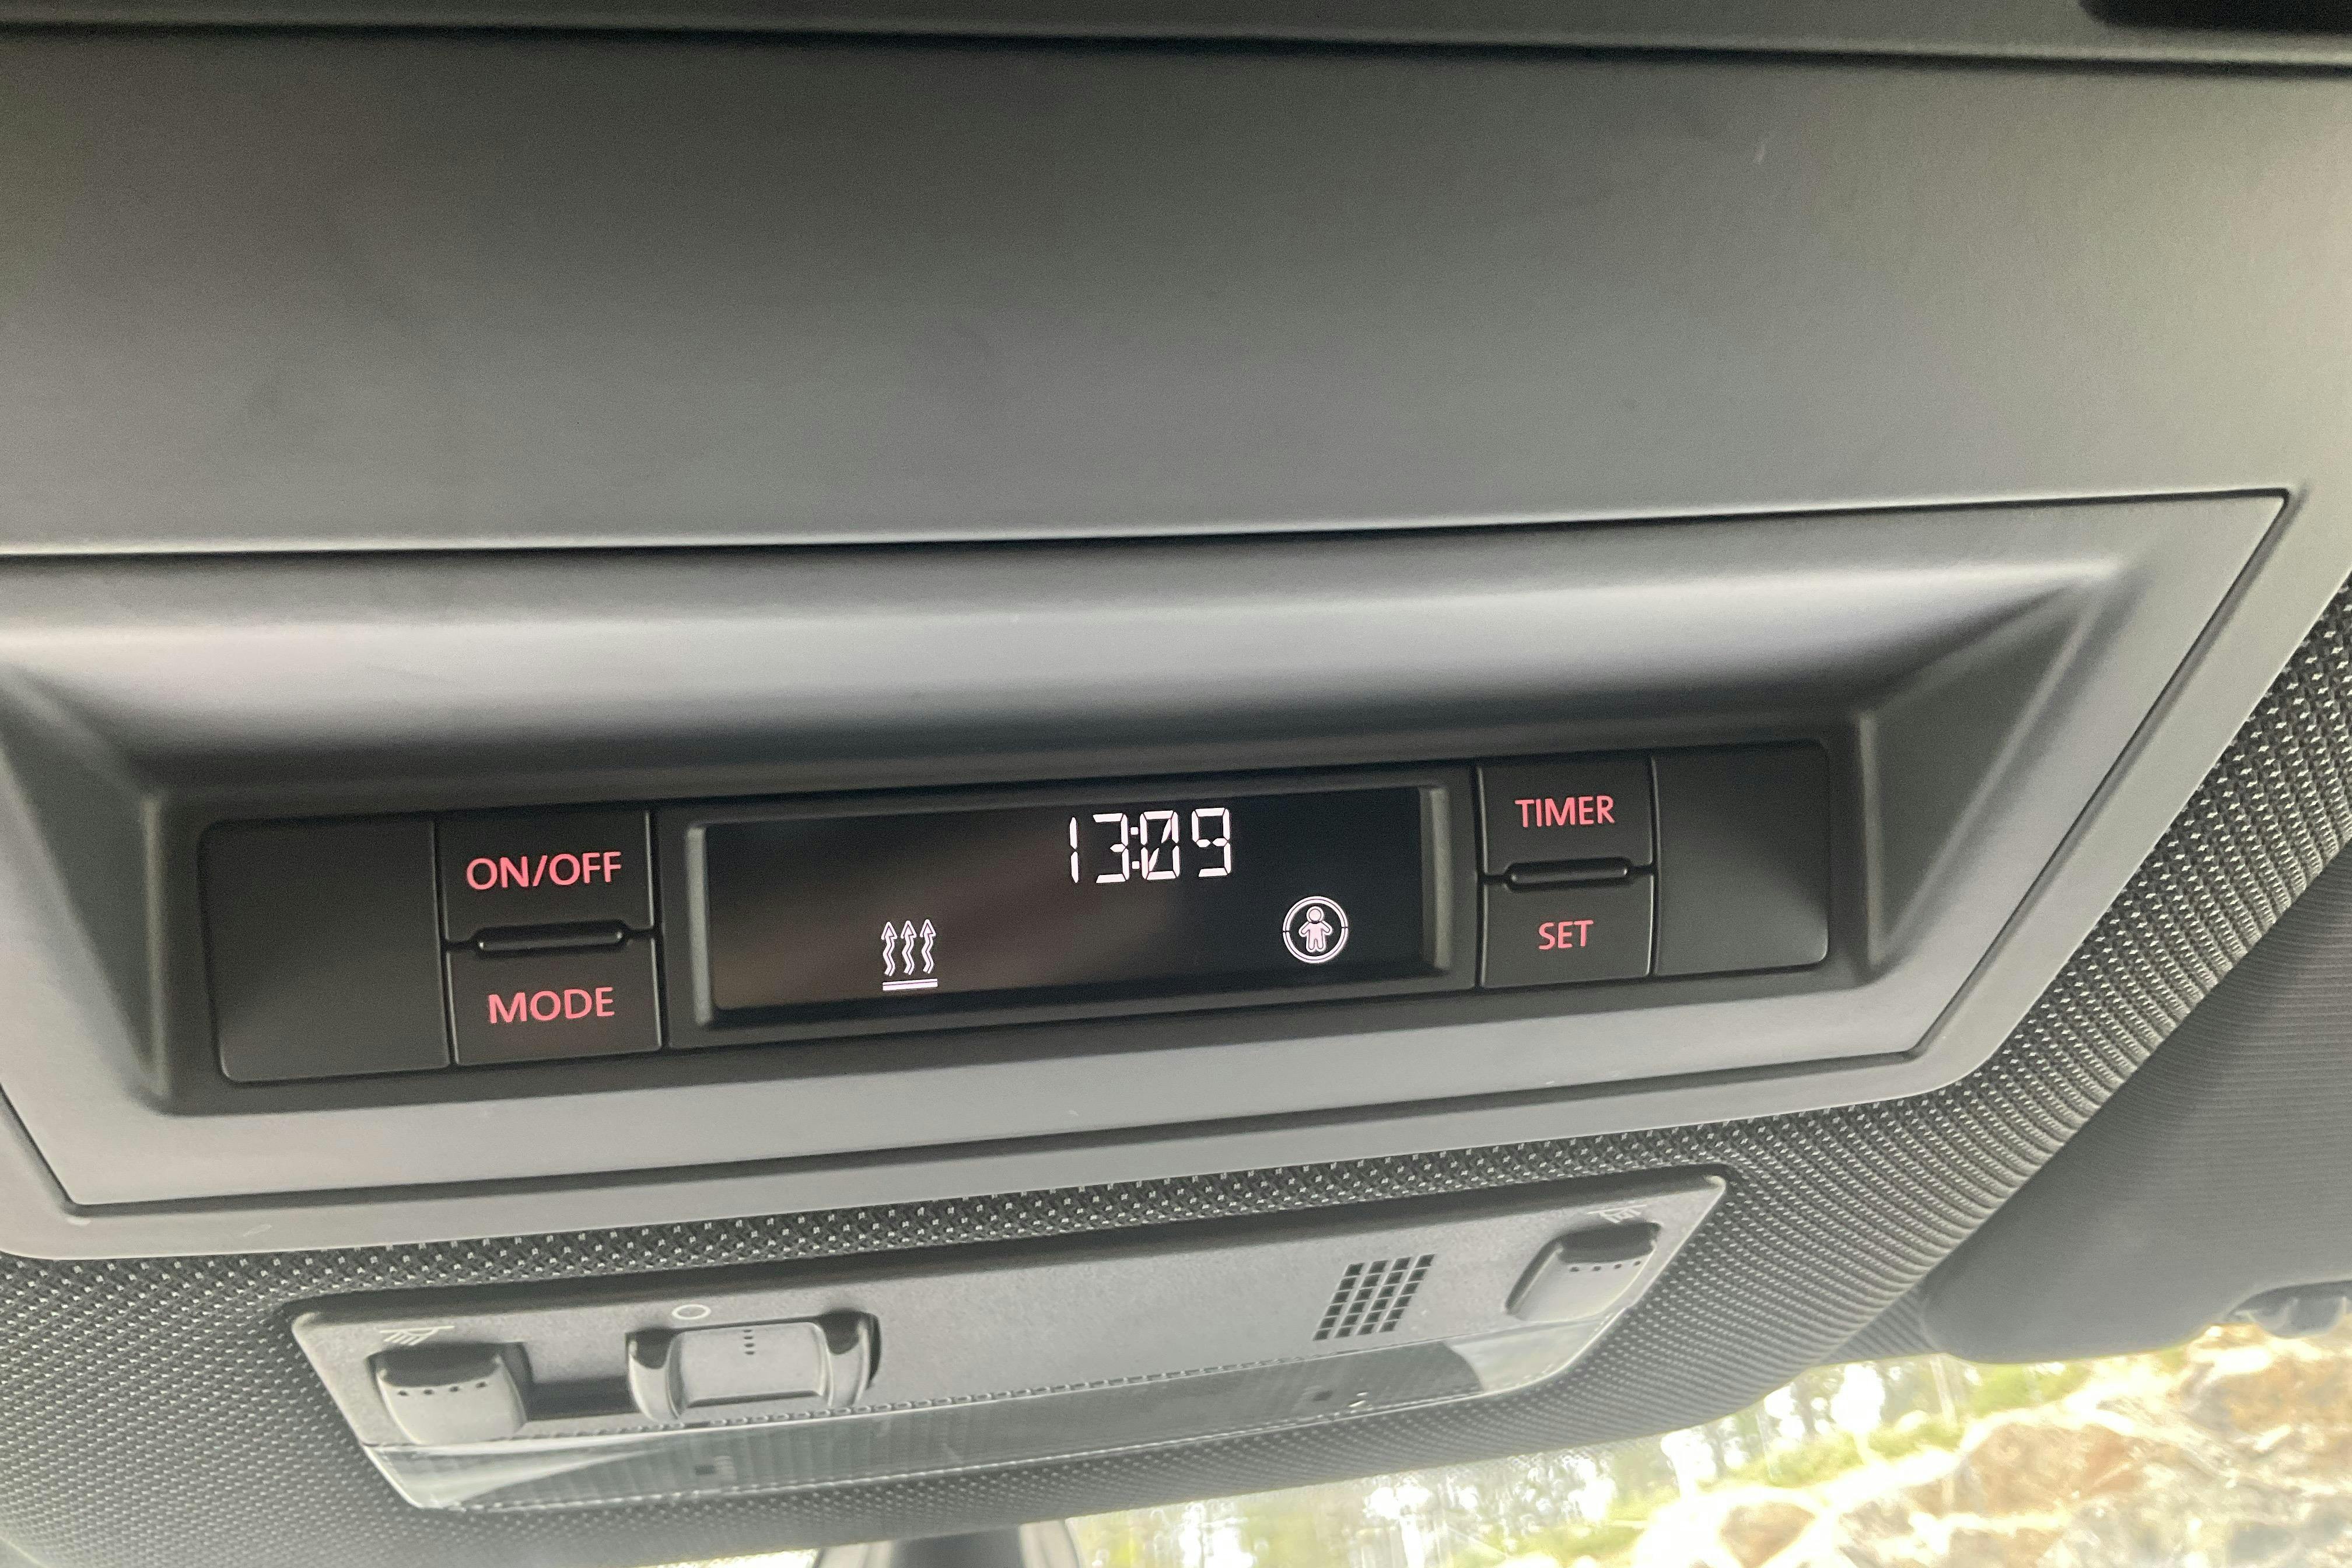 ON/OFF
MODE
13:09
TIMER
SET